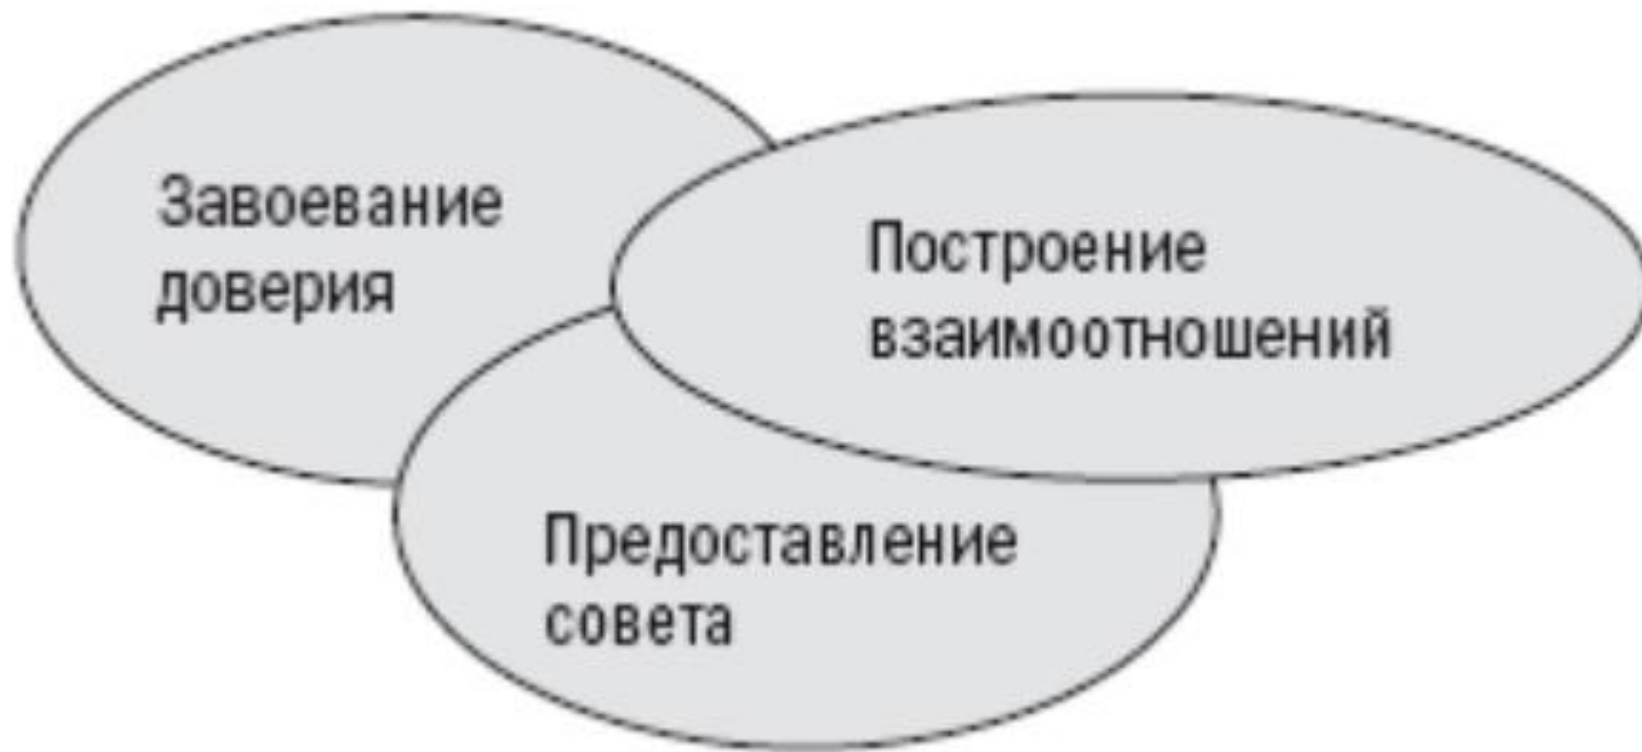 Завоевание
доверия
Построение
взаимоотношений
Предоставление
совета